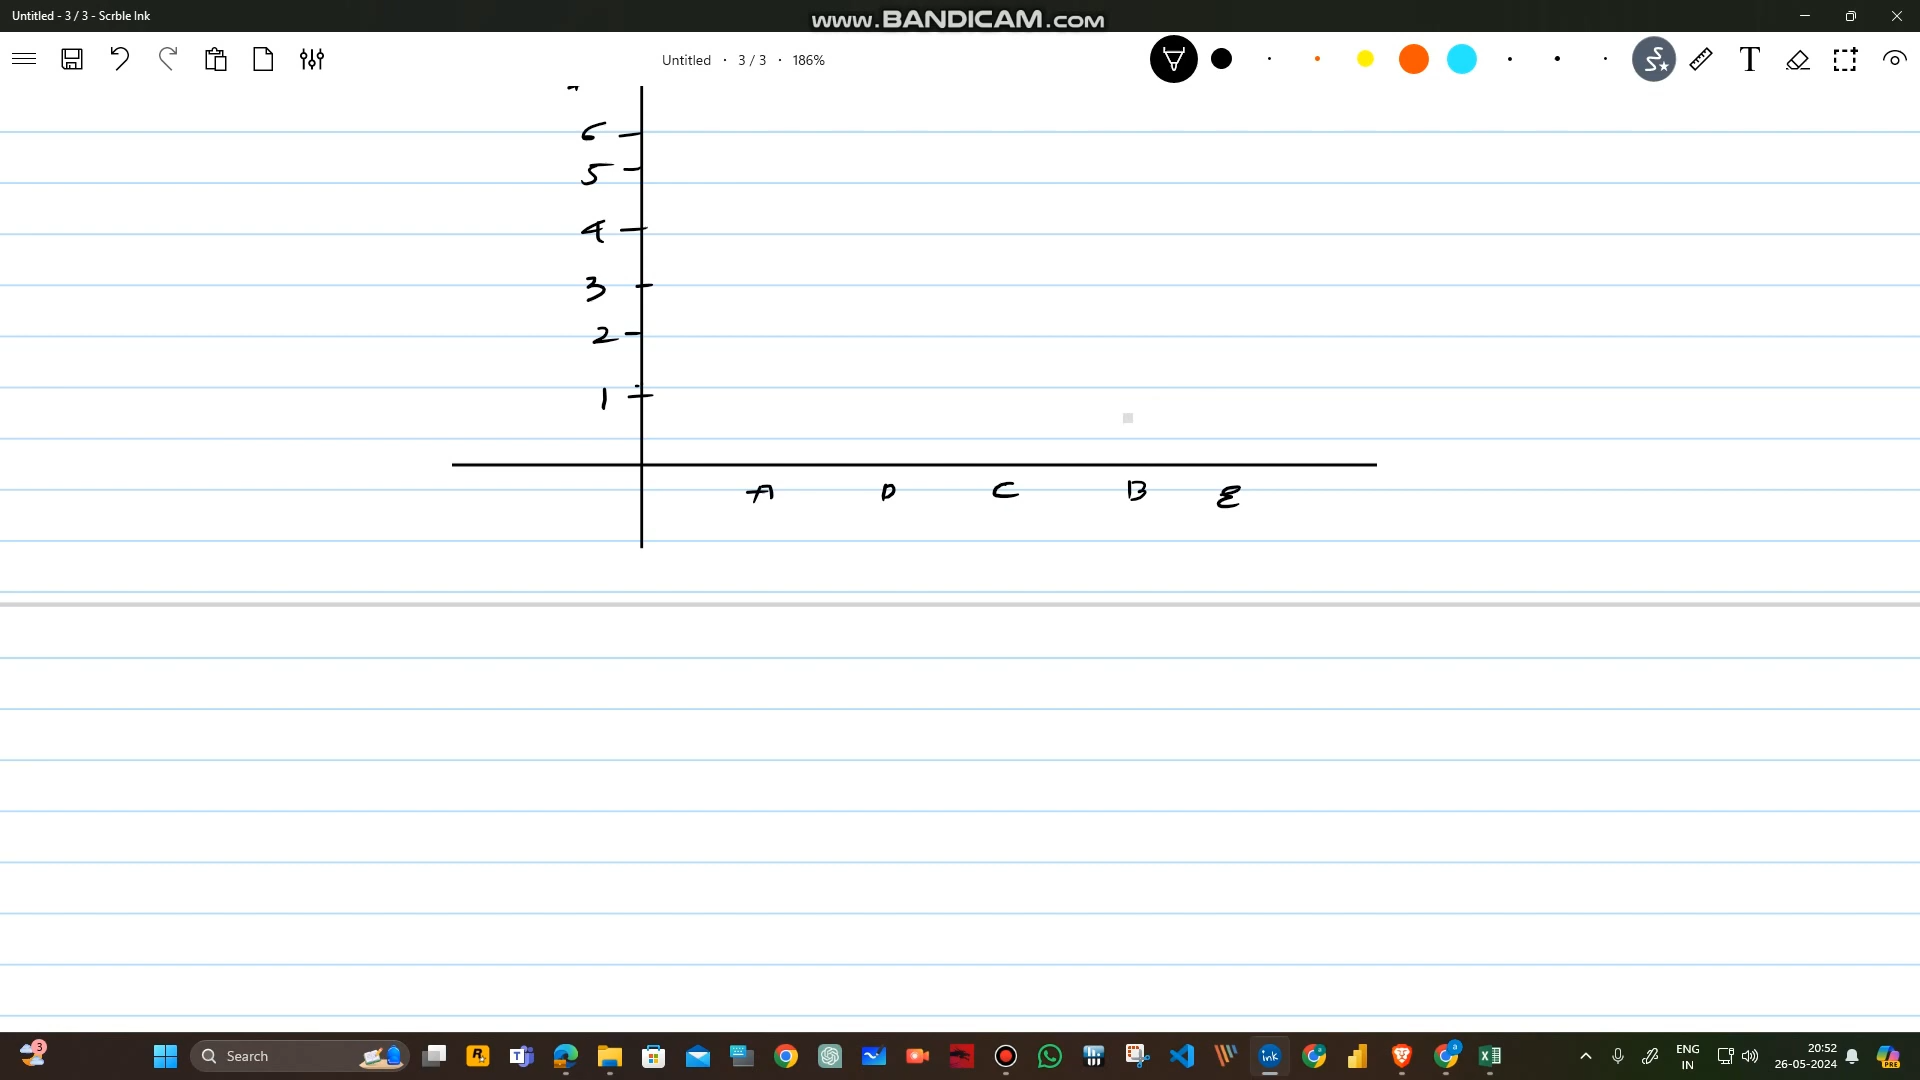 Untitled - 3 / 3 - Scrble Ink
www.BANDICAM.com
Untitled · 3 / 3 · 186%
T
6
5
4
3
2
1
A D C B E
3
Search
ENG
IN
20:52
26-05-2024